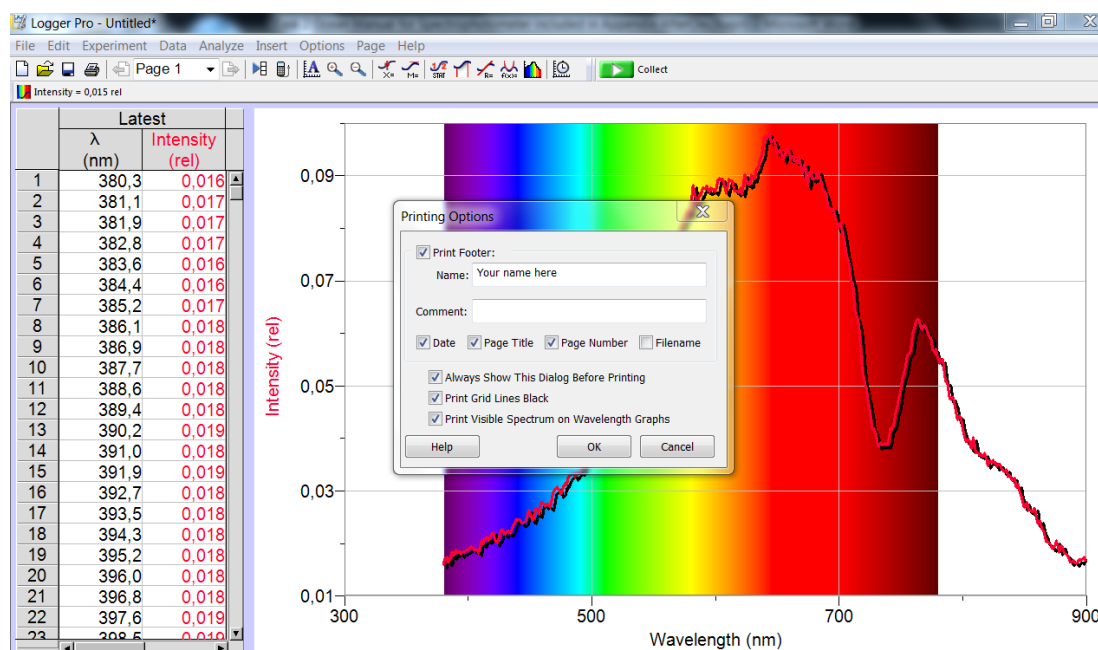 Logger Pro - Untitled*
File Edit Experiment Data Analyze Insert Options Page Help
Page 1
X= M= STAT R= f(x)= Collect
Intensity = 0,015 rel
Latest
λ Intensity
(nm) (rel)
1 380,3 0,016
2 381,1 0,017
3 381,9 0,017
4 382,8 0,017
5 383,6 0,016
6 384,4 0,016
7 385,2 0,017
8 386,1 0,018
9 386,9 0,018
10 387,7 0,018
11 388,6 0,018
12 389,4 0,018
13 390,2 0,019
14 391,0 0,018
15 391,9 0,019
16 392,7 0,018
17 393,5 0,018
18 394,3 0,018
19 395,2 0,018
20 396,0 0,018
21 396,8 0,018
22 397,6 0,019
23 398,5 0,019
Intensity (rel)
0,09
0,07
0,05
0,03
0,01
300 500 700 900
Wavelength (nm)
Printing Options
Print Footer:
Name: Your name here
Comment:
Date Page Title Page Number Filename
Always Show This Dialog Before Printing
Print Grid Lines Black
Print Visible Spectrum on Wavelength Graphs
Help OK Cancel